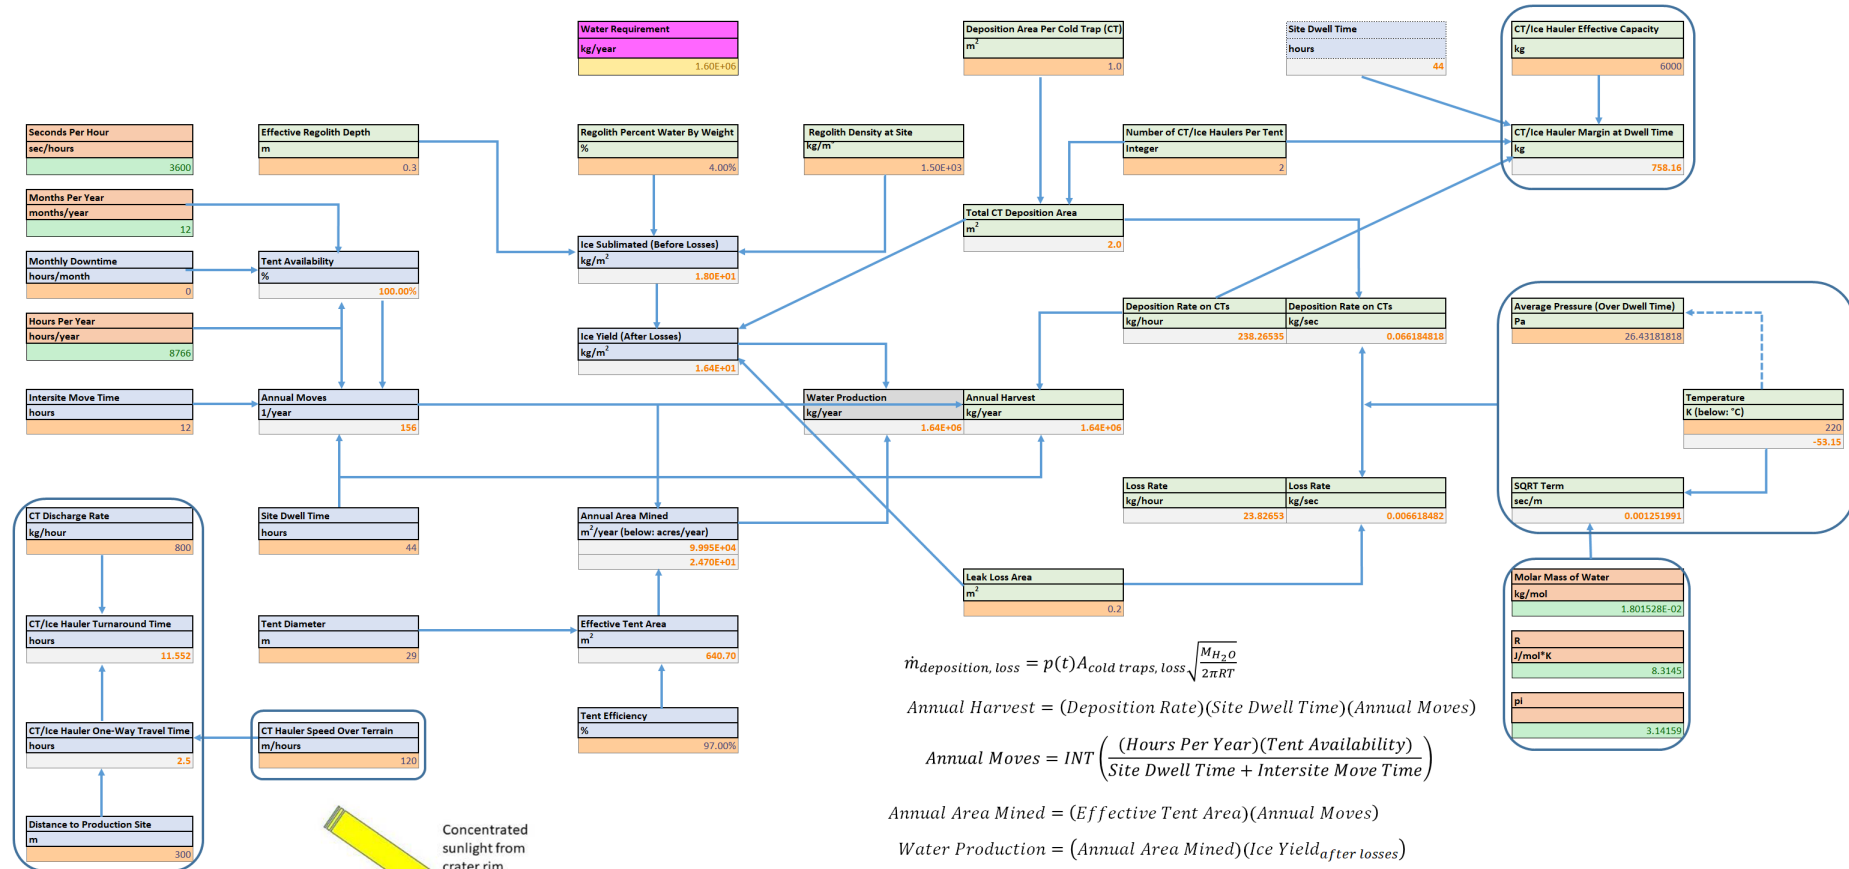 Water Requirement
kg/year
1.60E+06
Deposition Area Per Cold Trap (CT)
m²
1.0
Site Dwell Time
hours
44
CT/Ice Hauler Effective Capacity
kg
6000
Seconds Per Hour
sec/hours
3600
Effective Regolith Depth
m
0.3
Regolith Percent Water By Weight
%
4.00%
Regolith Density at Site
kg/m³
1.50E+03
Number of CT/Ice Haulers Per Tent
Integer
2
CT/Ice Hauler Margin at Dwell Time
kg
758.16
Months Per Year
months/year
12
Total CT Deposition Area
m²
2.0
Ice Sublimated (Before Losses)
kg/m²
1.80E+01
Monthly Downtime
hours/month
0
Tent Availability
%
100.00%
Hours Per Year
hours/year
8766
Ice Yield (After Losses)
kg/m²
1.64E+01
Deposition Rate on CTs
kg/hour
238.26535
Deposition Rate on CTs
kg/sec
0.066184818
Average Pressure (Over Dwell Time)
Pa
26.43181818
Intersite Move Time
hours
12
Annual Moves
1/year
156
Water Production
kg/year
1.64E+06
Annual Harvest
kg/year
1.64E+06
Temperature
K (below: °C)
220
-53.15
CT Discharge Rate
kg/hour
800
Site Dwell Time
hours
44
Annual Area Mined
m²/year (below: acres/year)
9.995E+04
2.470E+01
Loss Rate
kg/hour
23.82653
Loss Rate
kg/sec
0.006618482
SQRT Term
sec/m
0.001251991
Leak Loss Area
m²
0.2
Molar Mass of Water
kg/mol
1.801528E-02
CT/Ice Hauler Turnaround Time
hours
11.552
Tent Diameter
m
29
Effective Tent Area
m²
640.70
R
J/mol*K
8.3145
pi
3.14159
CT/Ice Hauler One-Way Travel Time
hours
2.5
CT Hauler Speed Over Terrain
m/hours
120
Tent Efficiency
%
97.00%
Distance to Production Site
m
300
Concentrated
sunlight from
crater rim
ṁ_deposition, loss = p(t)A_cold traps, loss √(M_H₂O / 2πRT)
Annual Harvest = (Deposition Rate)(Site Dwell Time)(Annual Moves)
Annual Moves = INT ( (Hours Per Year)(Tent Availability) / Site Dwell Time + Intersite Move Time )
Annual Area Mined = (Effective Tent Area)(Annual Moves)
Water Production = (Annual Area Mined)(Ice Yield_after losses)